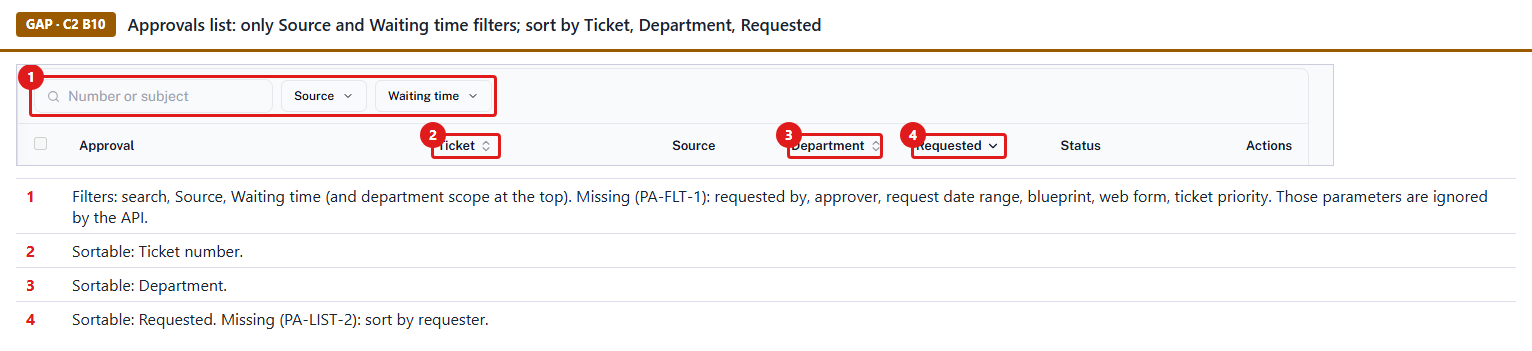 GAP - C2 B10 Approvals list: only Source and Waiting time filters; sort by Ticket, Department, Requested
1
Number or subject Source Waiting time
2 3 4
Approval Ticket Source Department Requested Status Actions
1 Filters: search, Source, Waiting time (and department scope at the top). Missing (PA-FLT-1): requested by, approver, request date range, blueprint, web form, ticket priority. Those parameters are ignored
by the API.
2 Sortable: Ticket number.
3 Sortable: Department.
4 Sortable: Requested. Missing (PA-LIST-2): sort by requester.